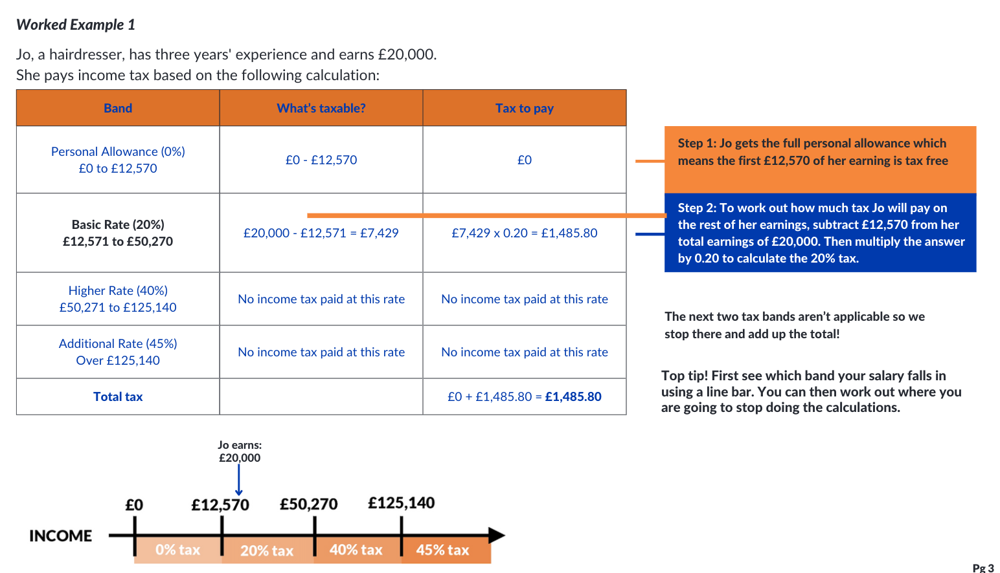 Worked Example 1
Jo, a hairdresser, has three years' experience and earns £20,000.
She pays income tax based on the following calculation:
Band What's taxable? Tax to pay
Personal Allowance (0%)
£0 to £12,570
£0 - £12,570
£0
Step 1: Jo gets the full personal allowance which
means the first £12,570 of her earning is tax free
Basic Rate (20%)
£12,571 to £50,270
£20,000 - £12,571 = £7,429
£7,429 x 0.20 = £1,485.80
Step 2: To work out how much tax Jo will pay on
the rest of her earnings, subtract £12,570 from her
total earnings of £20,000. Then multiply the answer
by 0.20 to calculate the 20% tax.
Higher Rate (40%)
£50,271 to £125,140
No income tax paid at this rate
No income tax paid at this rate
The next two tax bands aren't applicable so we
stop there and add up the total!
Additional Rate (45%)
Over £125,140
No income tax paid at this rate
No income tax paid at this rate
Top tip! First see which band your salary falls in
using a line bar. You can then work out where you
are going to stop doing the calculations.
Total tax
£0 + £1,485.80 = £1,485.80
Jo earns:
£20,000
£0 £12,570 £50,270 £125,140
INCOME
0% tax 20% tax 40% tax 45% tax
Pg 3